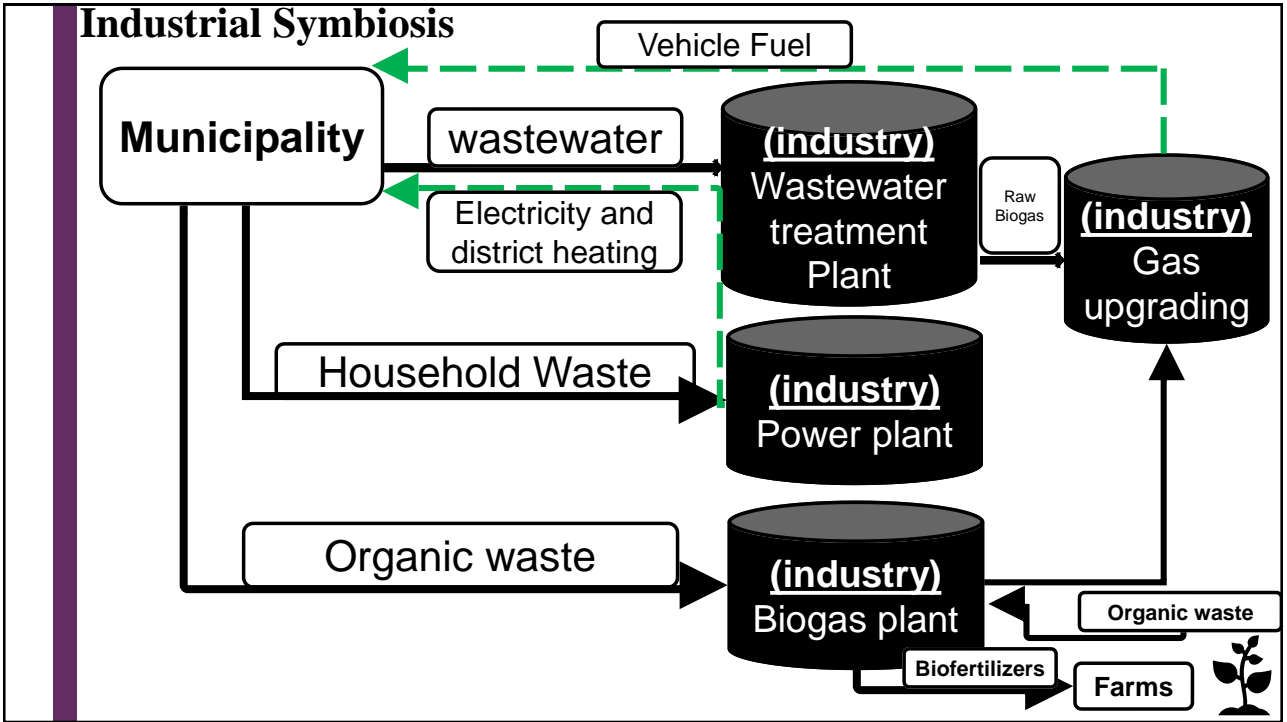 Industrial Symbiosis
Vehicle Fuel
Municipality
wastewater
(industry)
Wastewater
treatment
Plant
Raw
Biogas
(industry)
Gas
upgrading
Electricity and
district heating
Household Waste
(industry)
Power plant
Organic waste
(industry)
Biogas plant
Organic waste
Biofertilizers
Farms